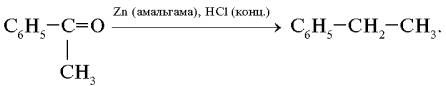 Zn (амальгама), HCl (конц.)
C₆H₅–C=O → C₆H₅–CH₂–CH₃.
CH₃